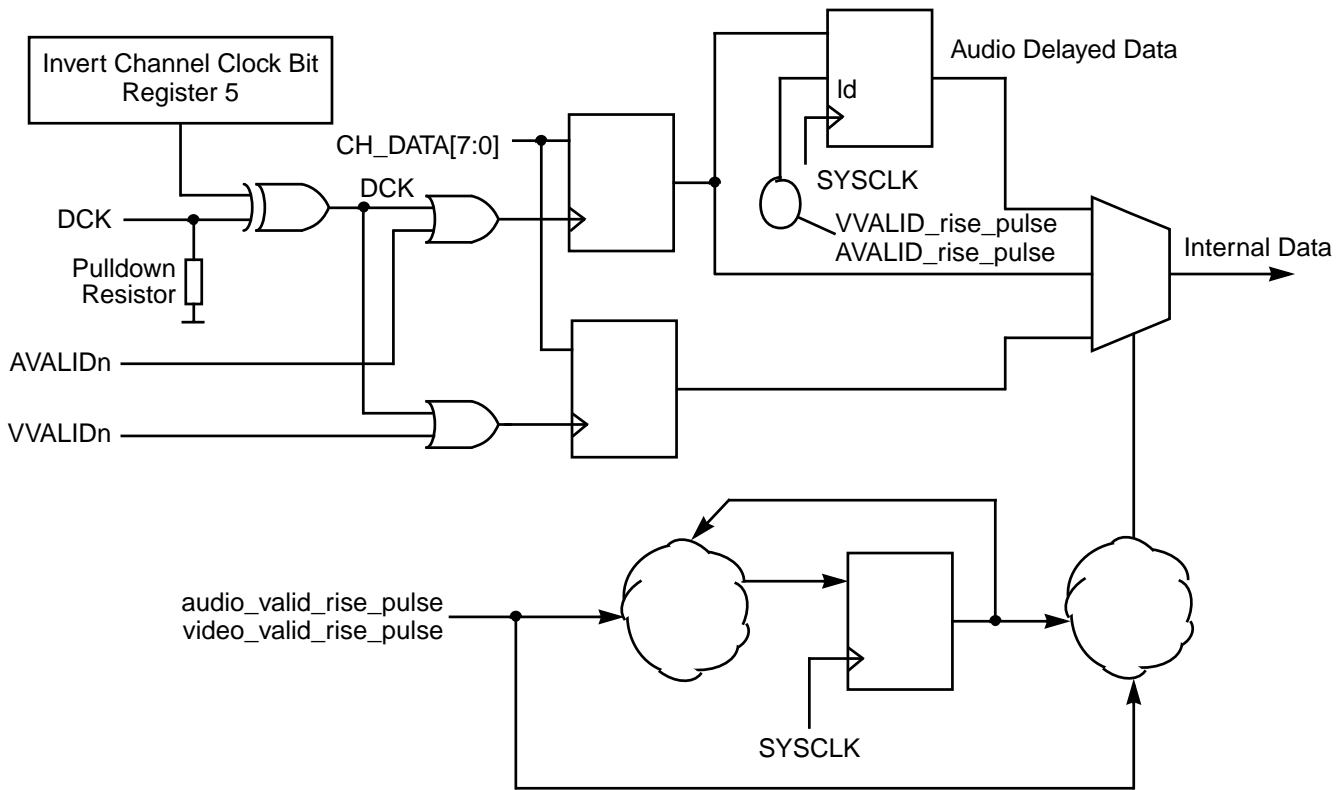 Invert Channel Clock Bit
Register 5
Audio Delayed Data
ld
CH_DATA[7:0]
SYSCLK
DCK
DCK
VVALID_rise_pulse
AVALID_rise_pulse
Internal Data
Pulldown
Resistor
AVALIDn
VVALIDn
audio_valid_rise_pulse
video_valid_rise_pulse
SYSCLK